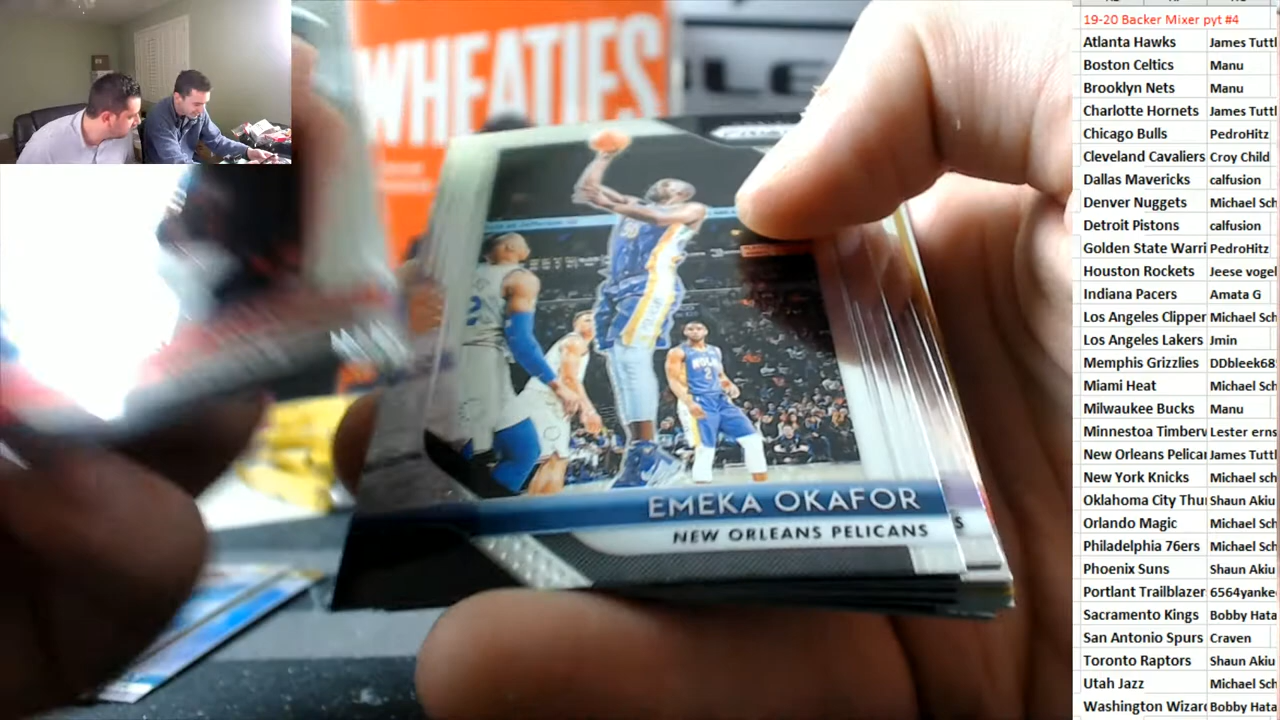 WHEATIES
EMEKA OKAFOR
NEW ORLEANS PELICANS
19-20 Backer Mixer pyt #4
Atlanta Hawks James Tuttl
Boston Celtics Manu
Brooklyn Nets Manu
Charlotte Hornets James Tuttl
Chicago Bulls PedroHitz
Cleveland Cavaliers Croy Child
Dallas Mavericks calfusion
Denver Nuggets Michael Sch
Detroit Pistons calfusion
Golden State Warri PedroHitz
Houston Rockets Jeese vogel
Indiana Pacers Amata G
Los Angeles Clipper Michael Sch
Los Angeles Lakers Jmin
Memphis Grizzlies DDbleek68
Miami Heat Michael Sch
Milwaukee Bucks Manu
Minnestoa Timberv Lester erns
New Orleans Pelica James Tuttl
New York Knicks Michael sch
Oklahoma City Thu Shaun Akiu
Orlando Magic Michael Sch
Philadelphia 76ers Michael Sch
Phoenix Suns Shaun Akiu
Portlant Trailblazer 6564yanke
Sacramento Kings Bobby Hata
San Antonio Spurs Craven
Toronto Raptors Shaun Akiu
Utah Jazz Michael Sch
Washington Wizar Bobby Hata